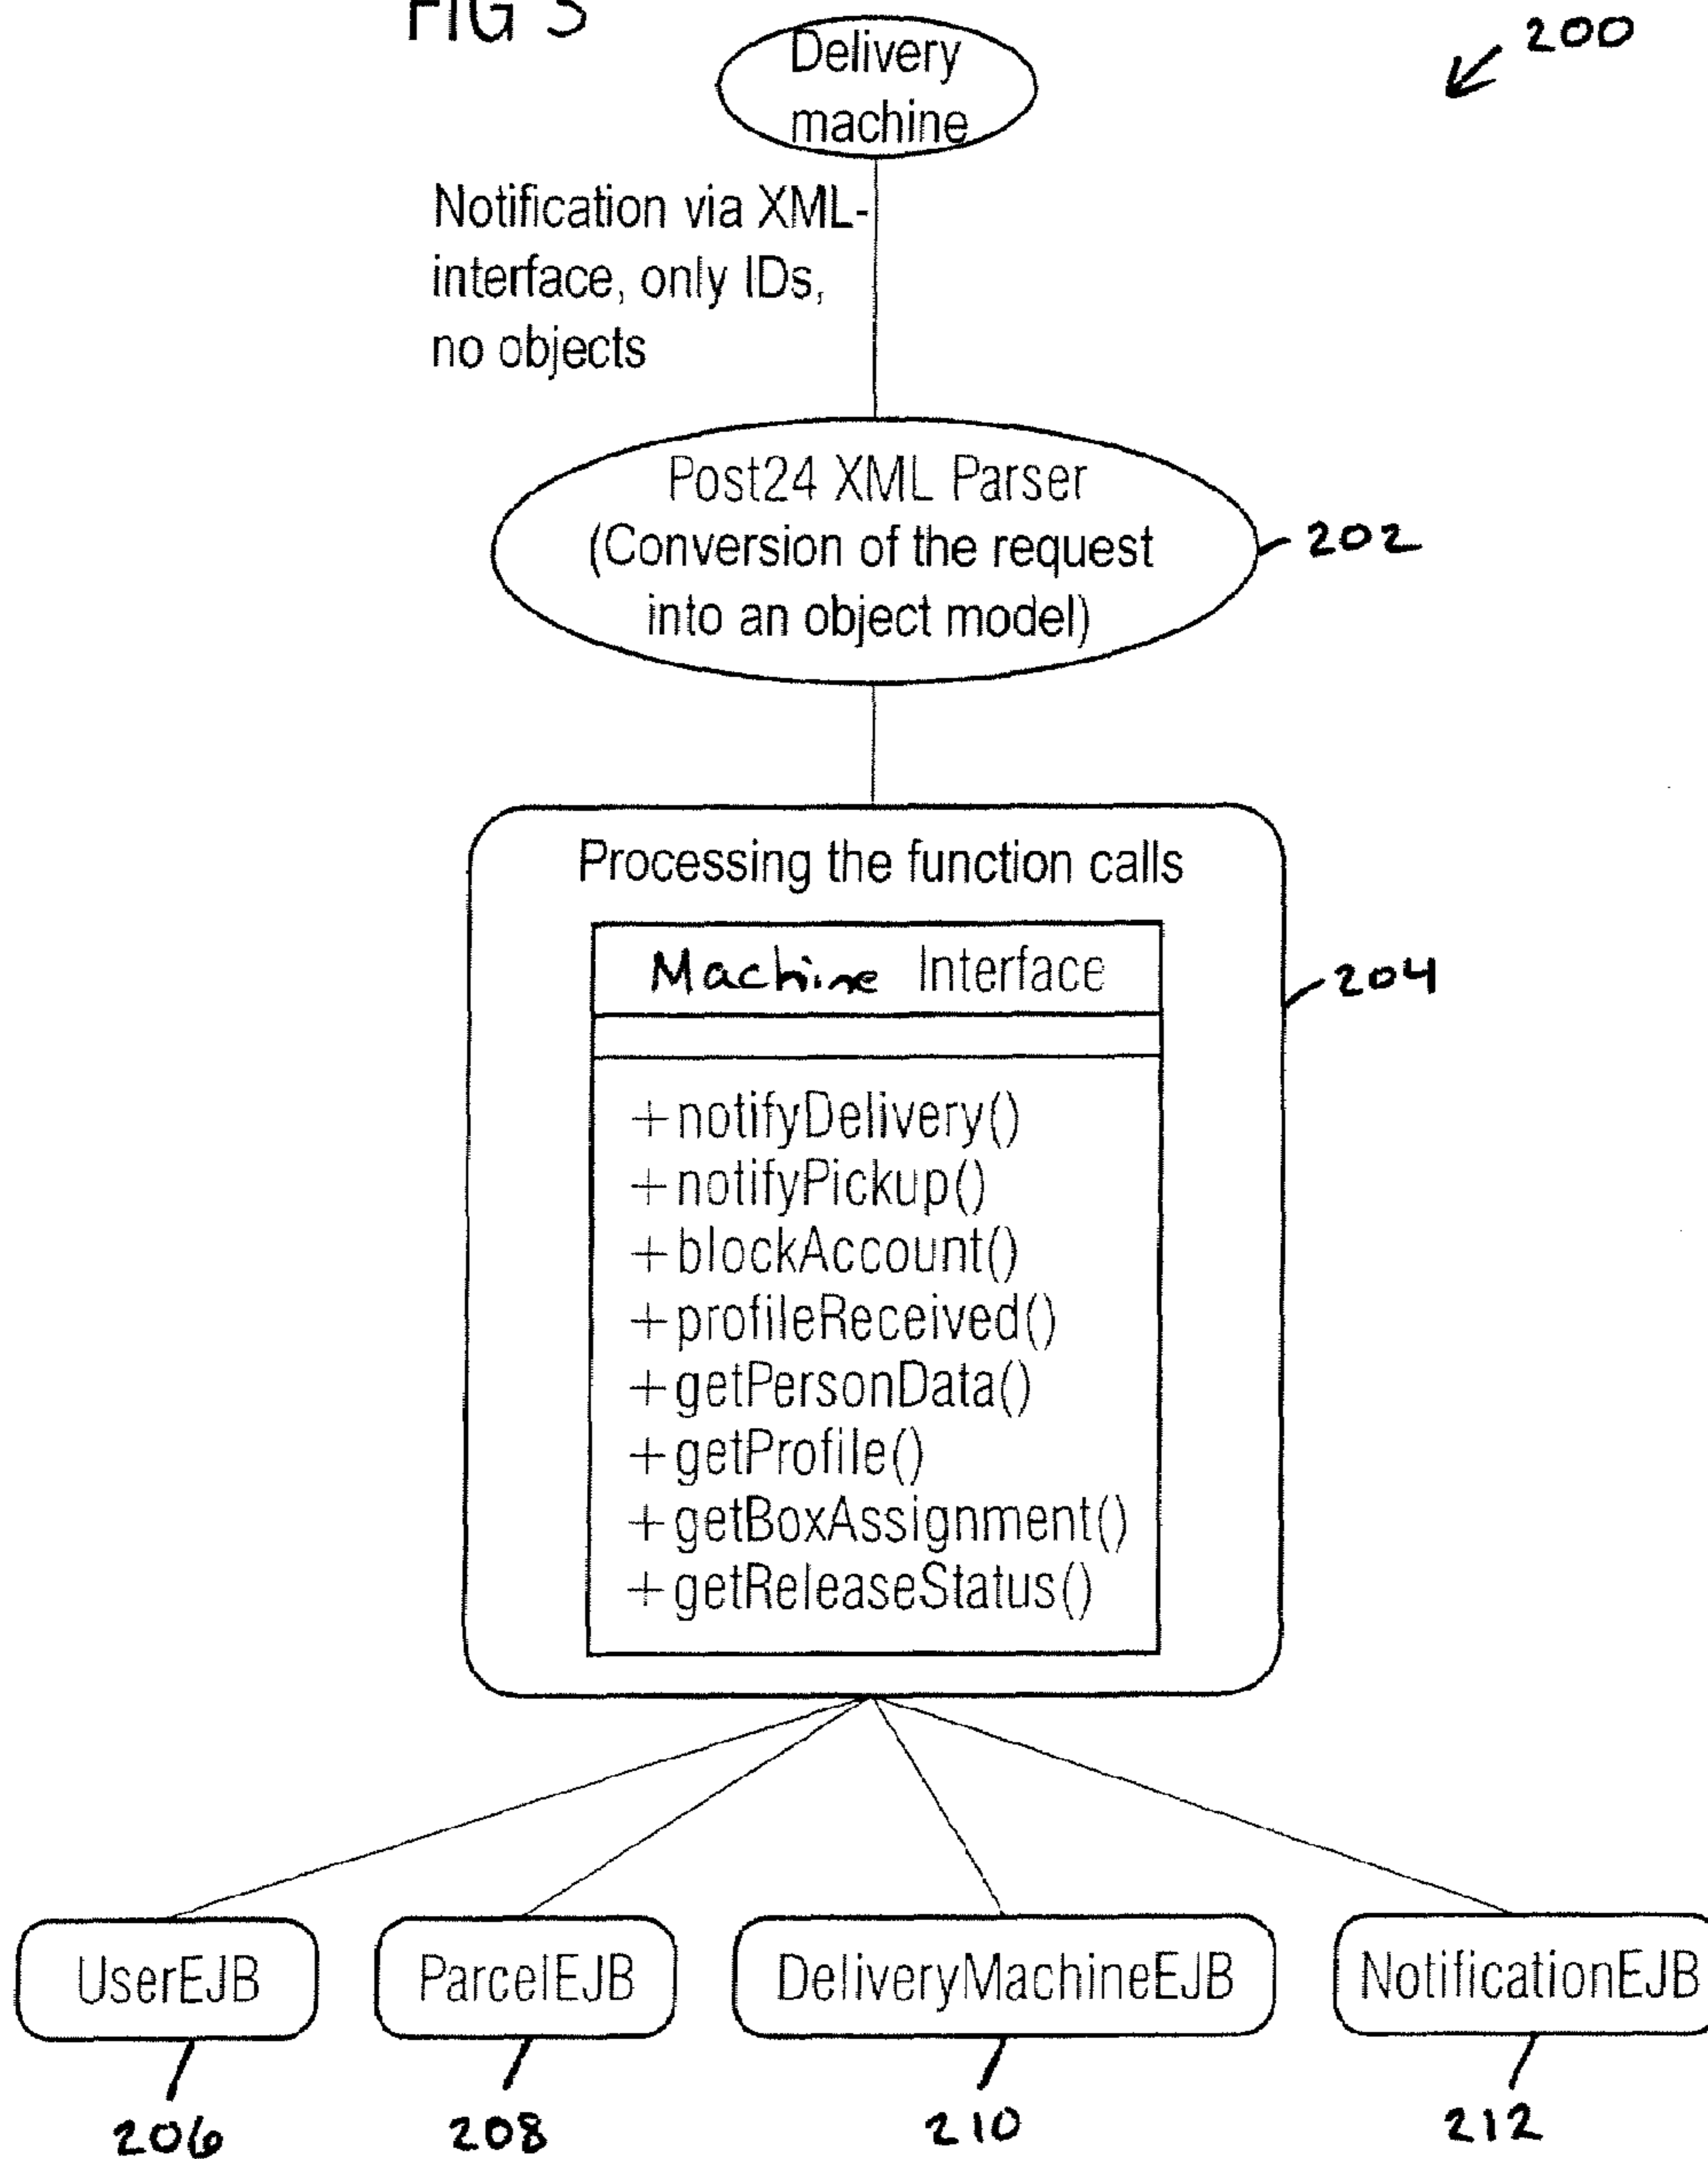 FIG 3
200
Delivery
machine
Notification via XML-
interface, only IDs,
no objects
Post24 XML Parser
(Conversion of the request
into an object model)
202
Processing the function calls
Machine Interface
204
+notifyDelivery()
+notifyPickup()
+blockAccount()
+profileReceived()
+getPersonData()
+getProfile()
+getBoxAssignment()
+getReleaseStatus()
UserEJB
ParcelEJB
DeliveryMachineEJB
NotificationEJB
206
208
210
212